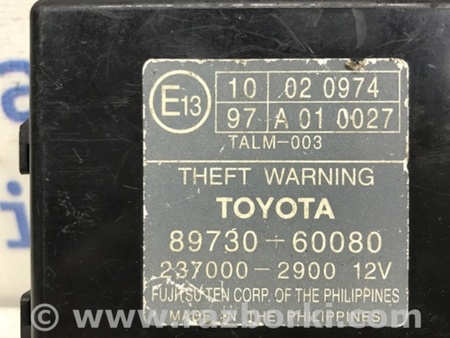 E13
10 02 0974
97 A 01 0027
TALM-003
THEFT WARNING
TOYOTA
89730-60080
237000-2900 12V
FUJITSU TEN CORP. OF THE PHILIPPINES
MADE IN THE PHILIPPINES
© www.razborki.com